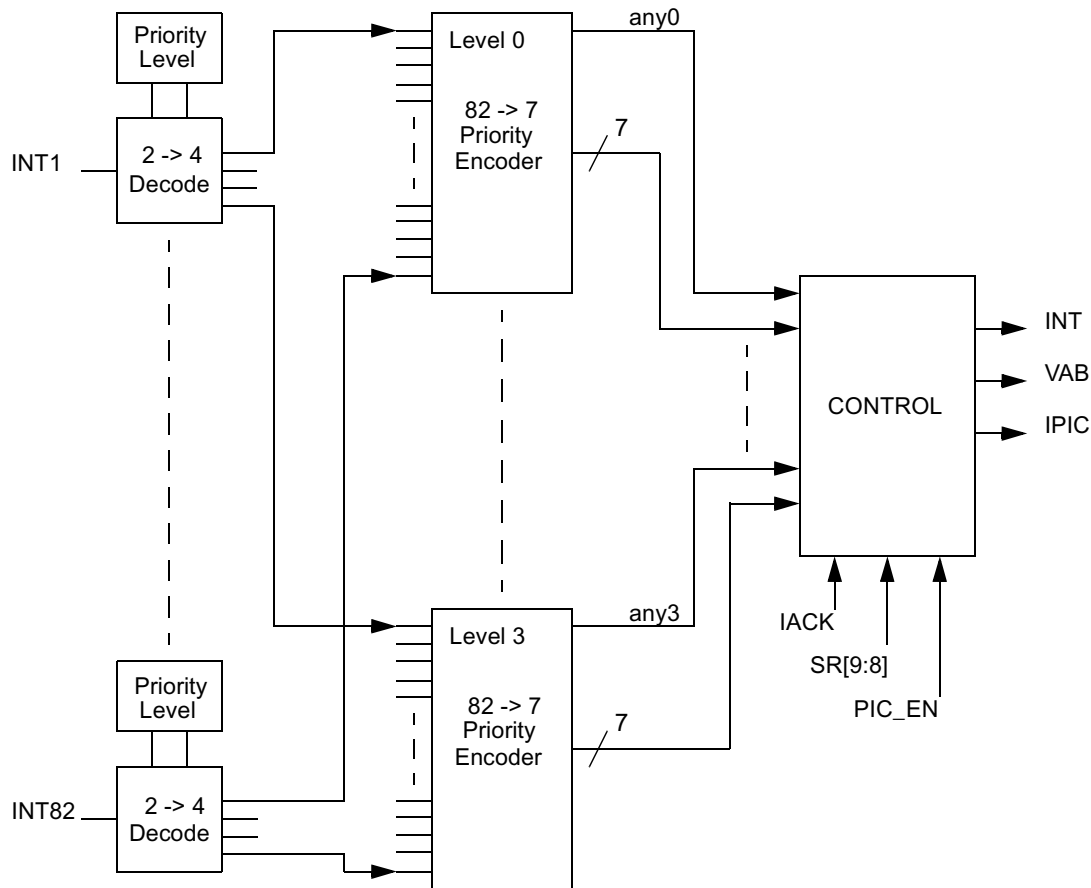 Priority
Level
INT1
2 -> 4
Decode
Level 0
82 -> 7
Priority
Encoder
any0
7
CONTROL
INT
VAB
IPIC
IACK
SR[9:8]
PIC_EN
Priority
Level
INT82
2 -> 4
Decode
Level 3
82 -> 7
Priority
Encoder
any3
7